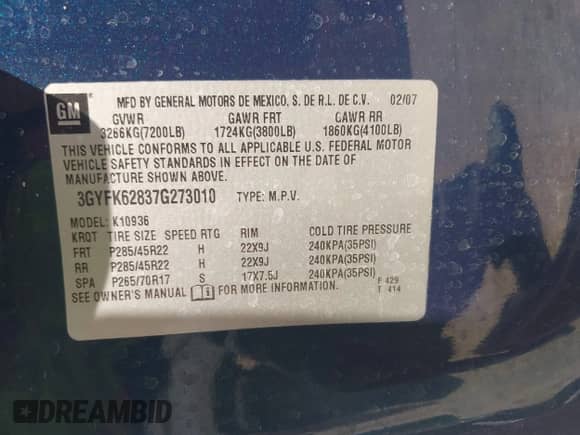 GM
MFD BY GENERAL MOTORS DE MEXICO, S. DE R.L. DE C.V. 02/07
GVWR GAWR FRT GAWR RR
3266KG(7200LB) 1724KG(3800LB) 1860KG(4100LB)
THIS VEHICLE CONFORMS TO ALL APPLICABLE U.S. FEDERAL MOTOR
VEHICLE SAFETY STANDARDS IN EFFECT ON THE DATE OF
MANUFACTURE SHOWN ABOVE.
3GYFK62837G273010 TYPE: M.P.V.
MODEL: K10936
KRQT TIRE SIZE SPEED RTG RIM COLD TIRE PRESSURE
FRT P285/45R22 H 22X9J 240KPA(35PSI)
RR P285/45R22 H 22X9J 240KPA(35PSI)
SPA P265/70R17 S 17X7.5J 240KPA(35PSI)
SEE OWNER'S MANUAL FOR MORE INFORMATION.
F 429
T 414
DREAMBID